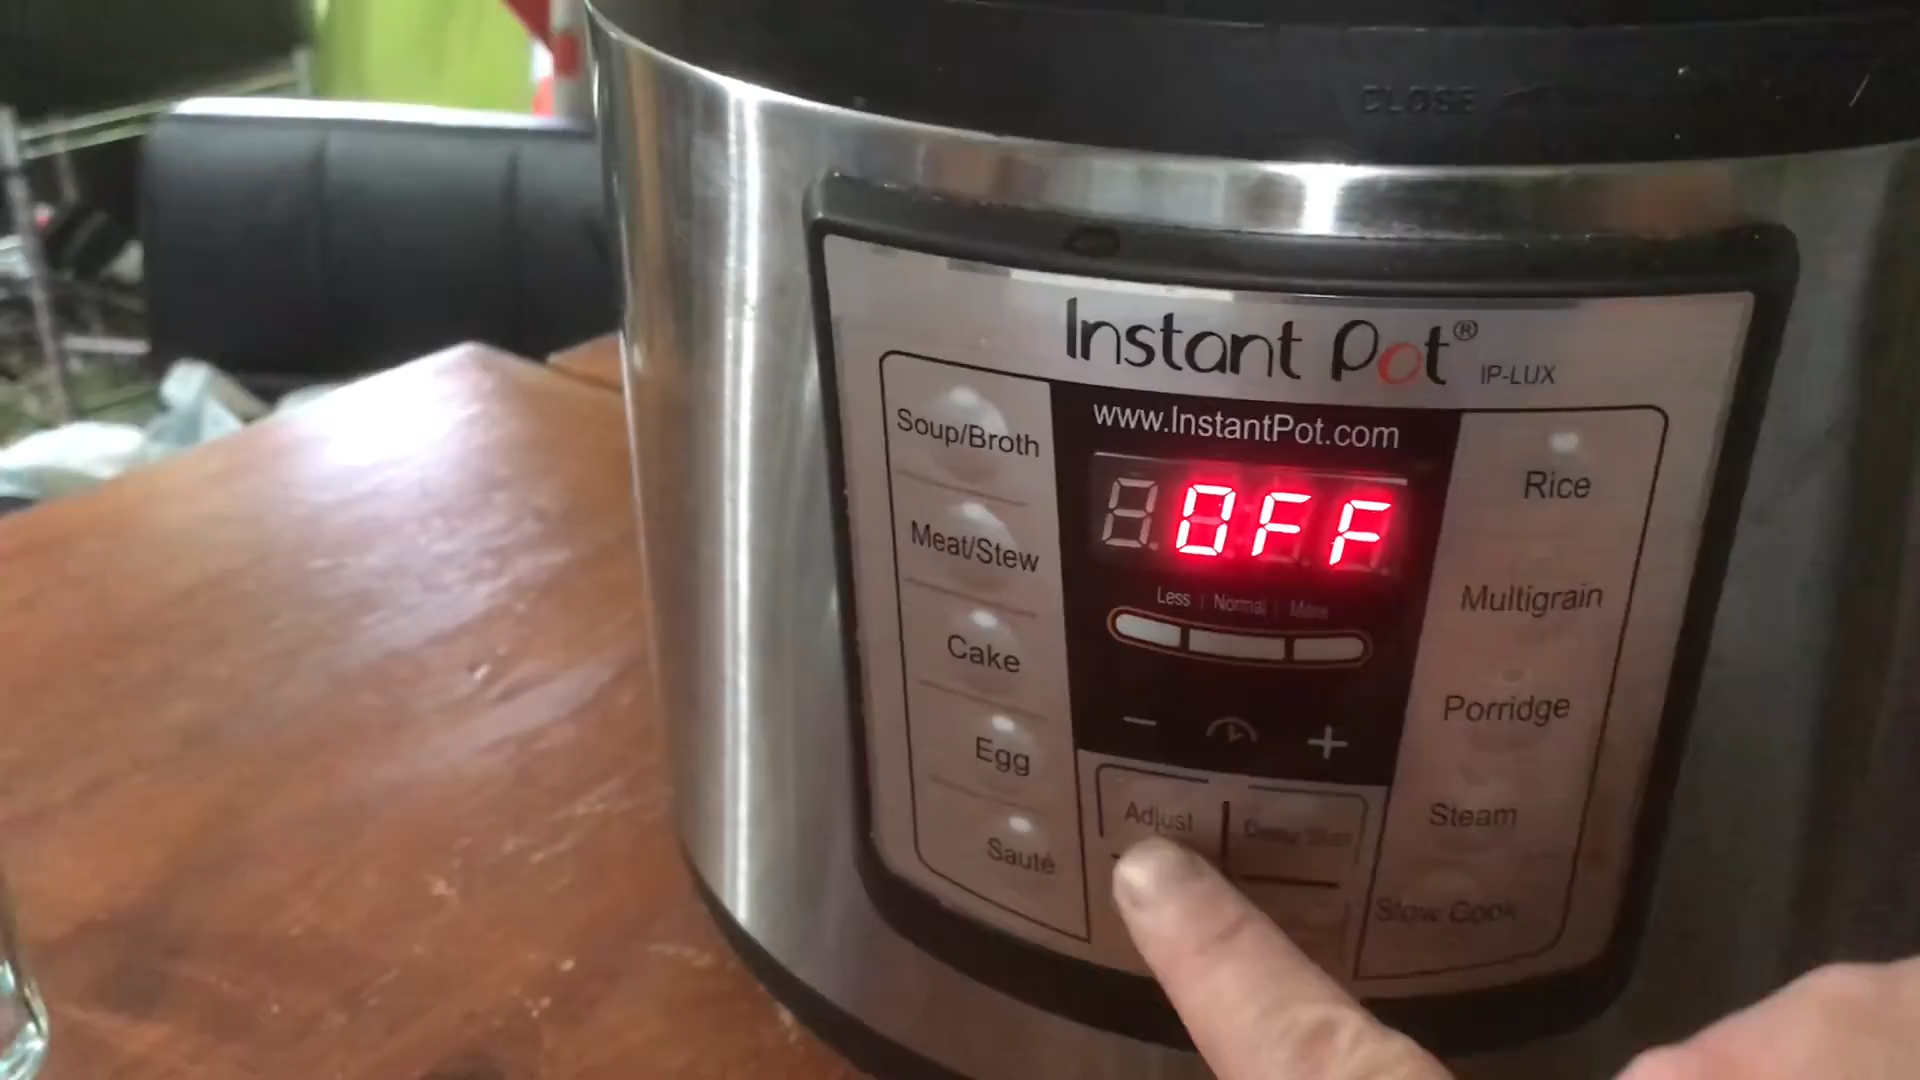 CLOSE
Instant Pot®
IP-LUX
www.InstantPot.com
OFF
Less | Normal | More
Soup/Broth
Meat/Stew
Cake
Egg
Sauté
Adjust
Rice
Multigrain
Porridge
Steam
Slow Cook